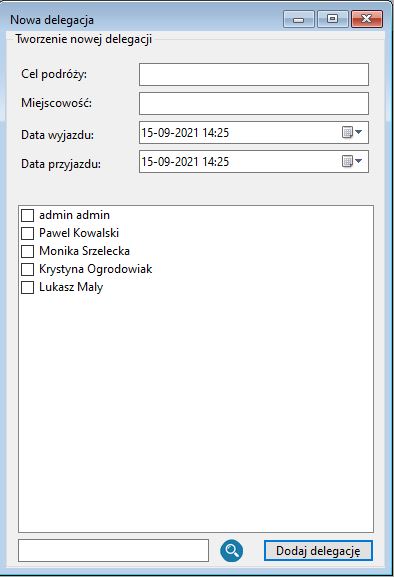 Nowa delegacja
Tworzenie nowej delegacji
Cel podróży:
Miejscowość:
Data wyjazdu: 15-09-2021 14:25
Data przyjazdu: 15-09-2021 14:25
admin admin
Pawel Kowalski
Monika Srzelecka
Krystyna Ogrodowiak
Lukasz Maly
Dodaj delegację